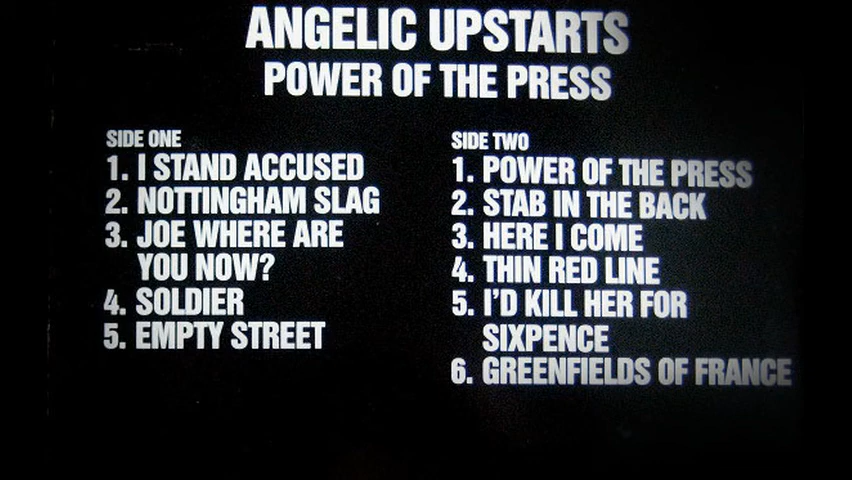 ANGELIC UPSTARTS
POWER OF THE PRESS
SIDE ONE
1. I STAND ACCUSED
2. NOTTINGHAM SLAG
3. JOE WHERE ARE
YOU NOW?
4. SOLDIER
5. EMPTY STREET
SIDE TWO
1. POWER OF THE PRESS
2. STAB IN THE BACK
3. HERE I COME
4. THIN RED LINE
5. I'D KILL HER FOR
SIXPENCE
6. GREENFIELDS OF FRANCE